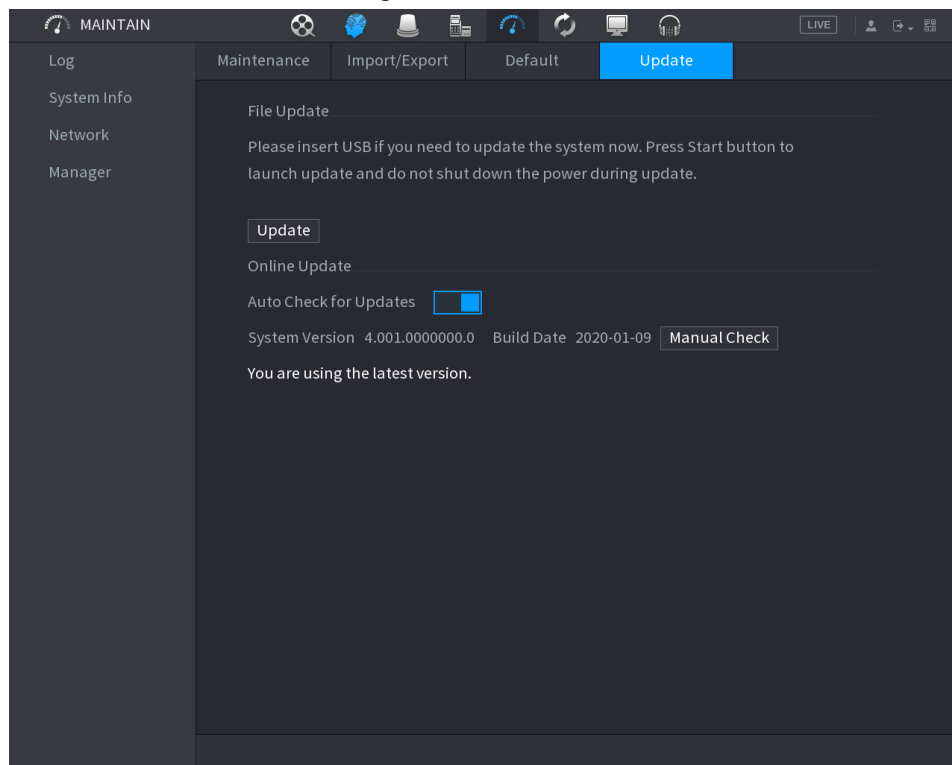 MAINTAIN
LIVE
Log
System Info
Network
Manager
Maintenance Import/Export Default Update
File Update
Please insert USB if you need to update the system now. Press Start button to
launch update and do not shut down the power during update.
Update
Online Update
Auto Check for Updates
System Version 4.001.0000000.0 Build Date 2020-01-09 Manual Check
You are using the latest version.